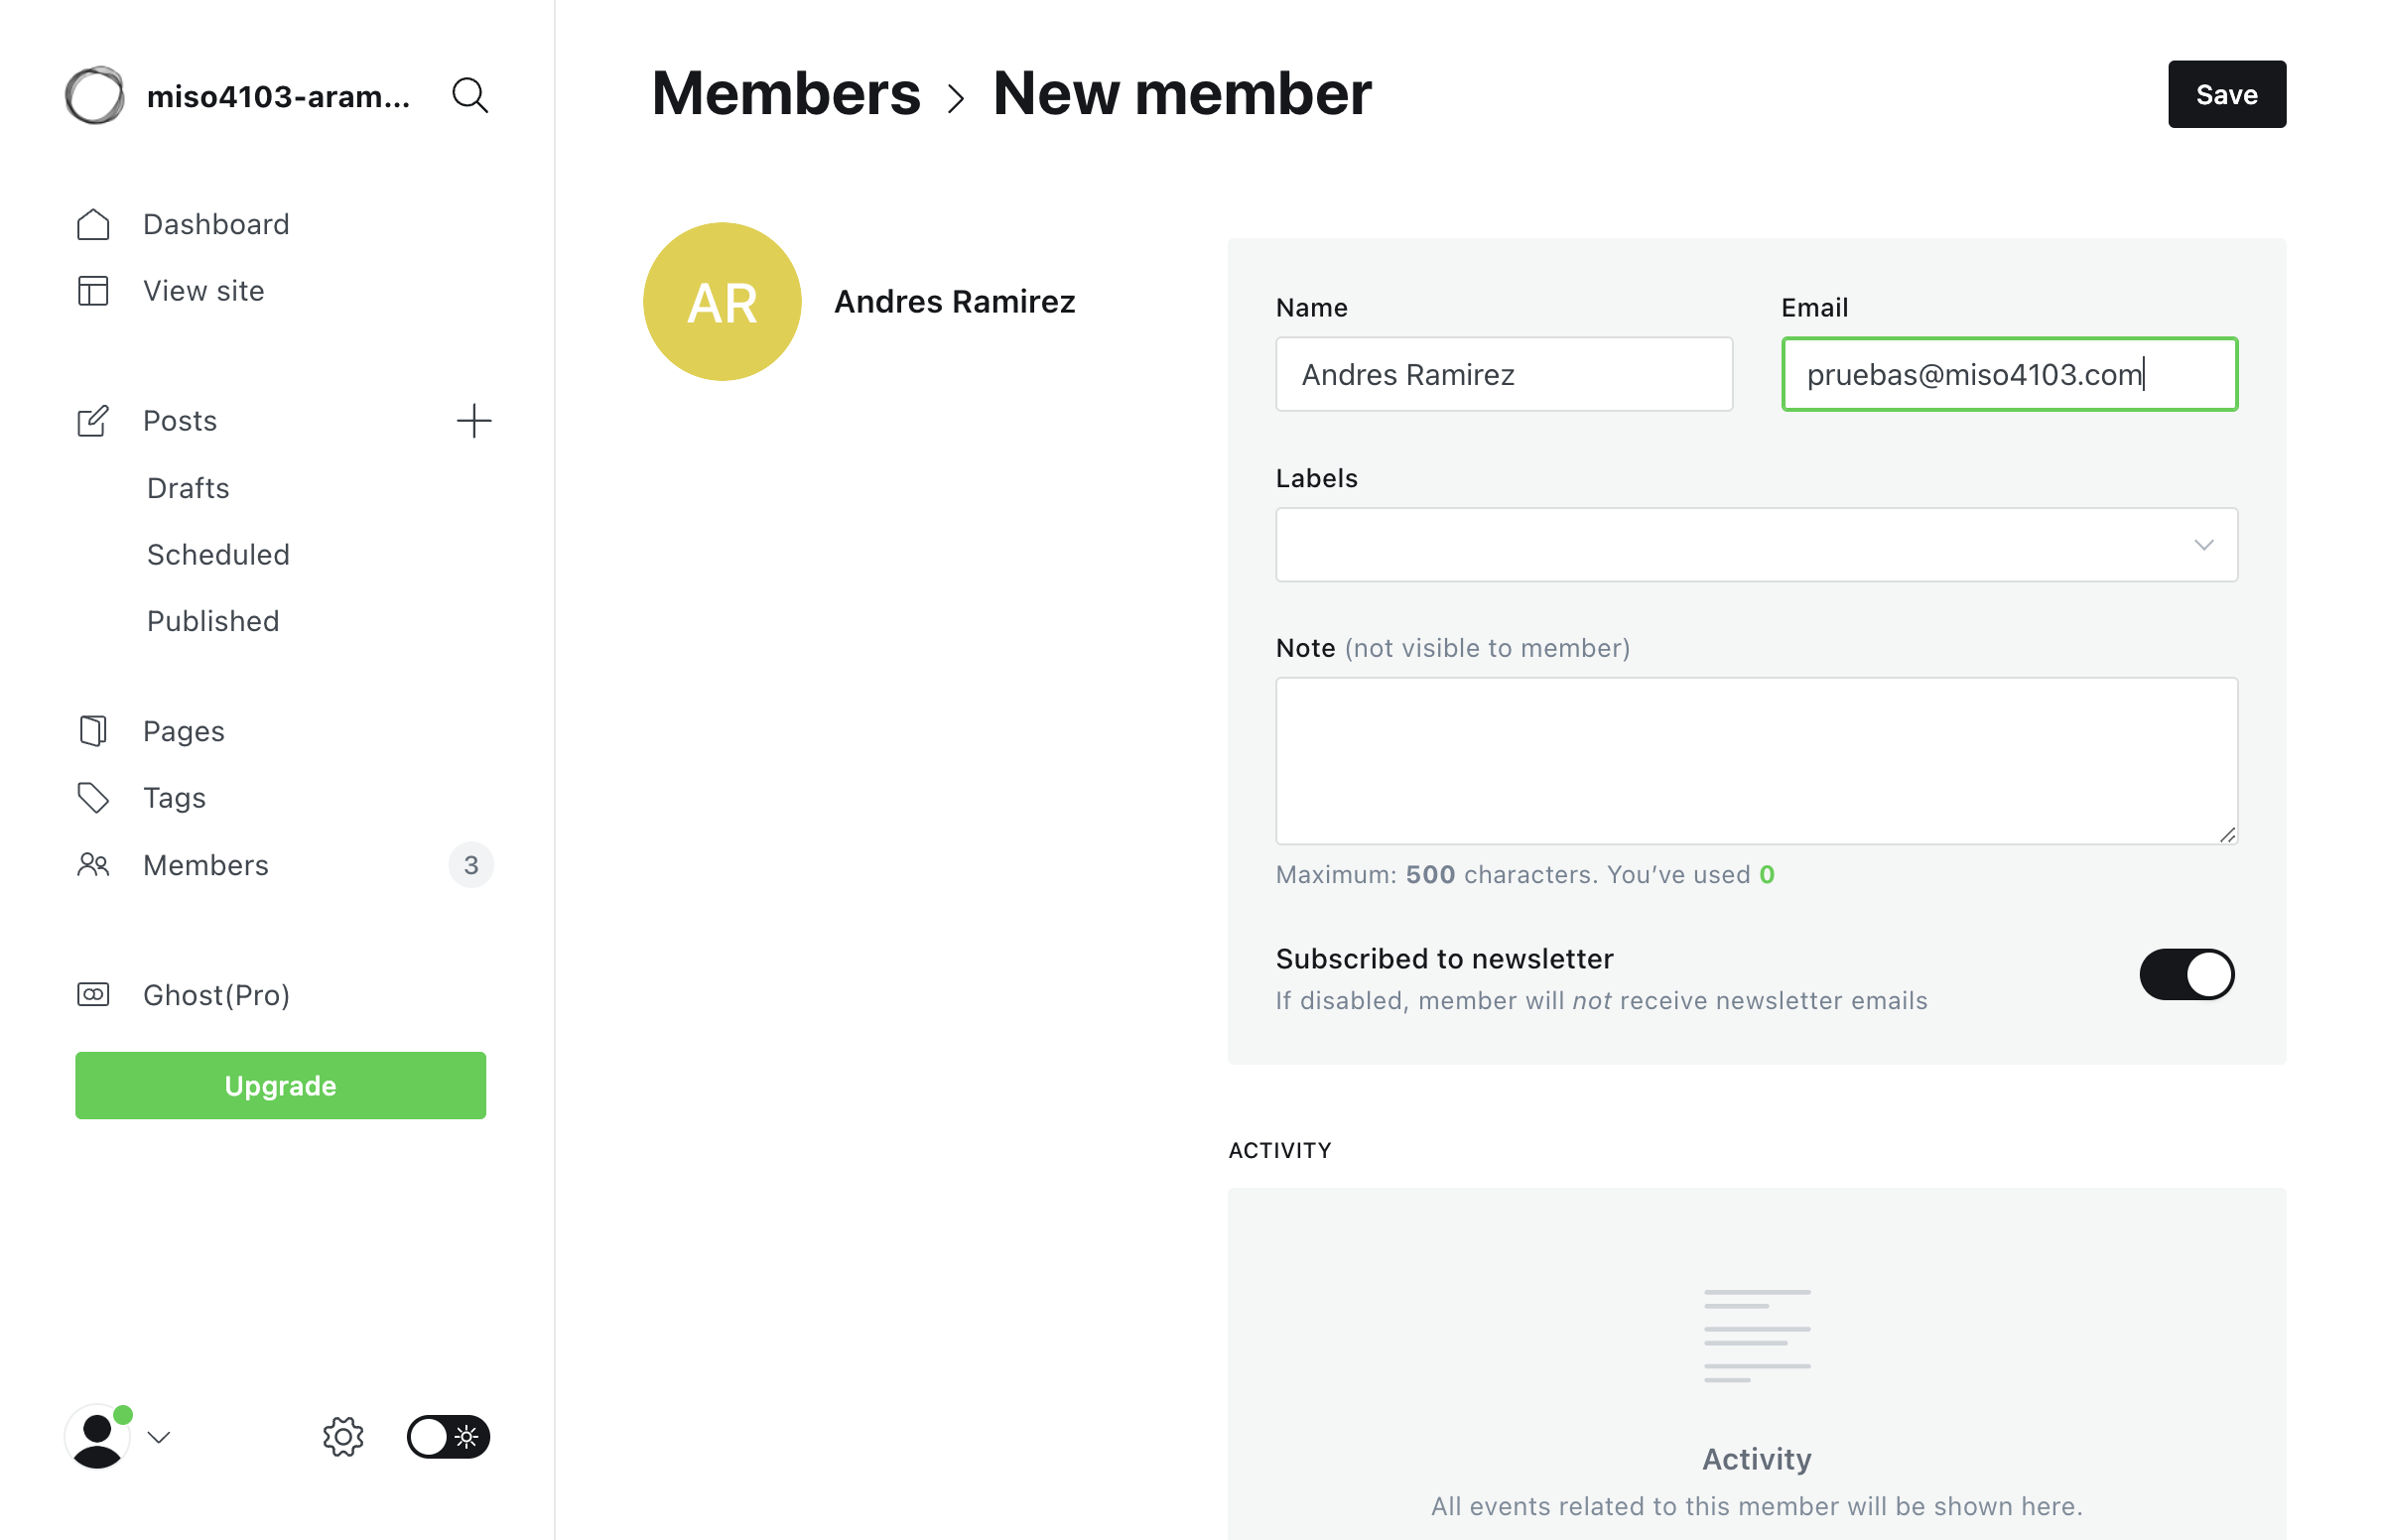 miso4103-aram...
Dashboard
View site
Posts
Drafts
Scheduled
Published
Pages
Tags
Members 3
Ghost(Pro)
Upgrade
Members > New member
Save
AR
Andres Ramirez
Name Email
Andres Ramirez pruebas@miso4103.com
Labels
Note (not visible to member)
Maximum: 500 characters. You’ve used 0
Subscribed to newsletter
If disabled, member will not receive newsletter emails
ACTIVITY
Activity
All events related to this member will be shown here.